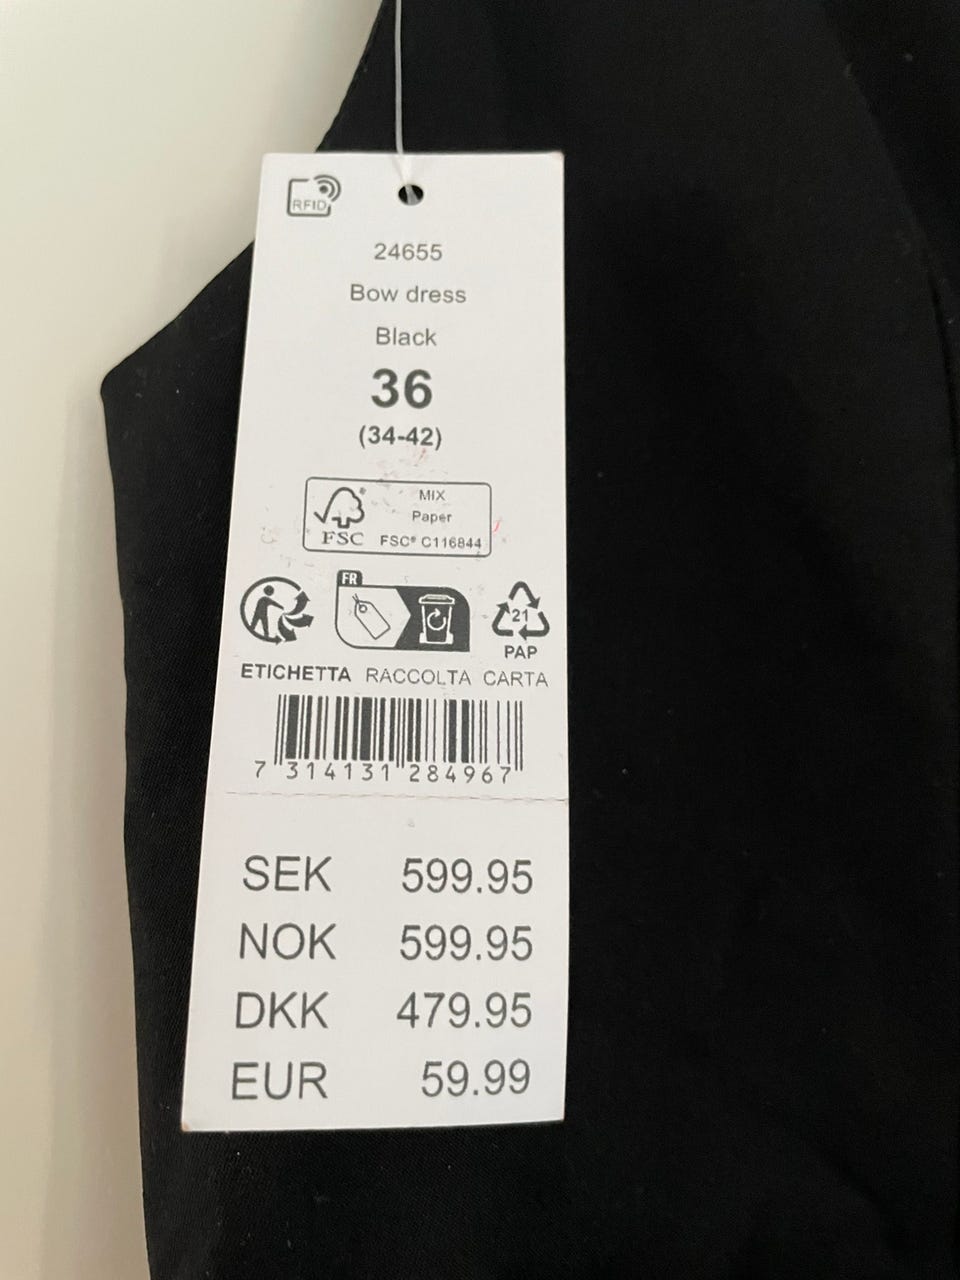 RFID
24655
Bow dress
Black
36
(34-42)
MIX
Paper
FSC® FSC® C116844
FR
21
PAP
ETICHETTA RACCOLTA CARTA
7 314131 284967
SEK 599.95
NOK 599.95
DKK 479.95
EUR 59.99